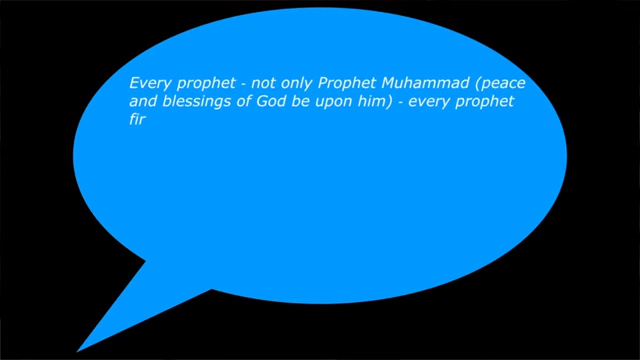 Every prophet - not only Prophet Muhammad (peace
and blessings of God be upon him) - every prophet
fir